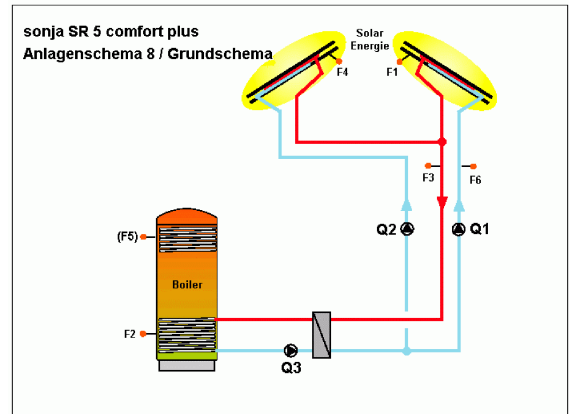 sonja SR 5 comfort plus
Anlagenschema 8 / Grundschema
Solar
Energie
F4
F1
F3
F6
(F5)
Q2
Q1
Boiler
F2
Q3